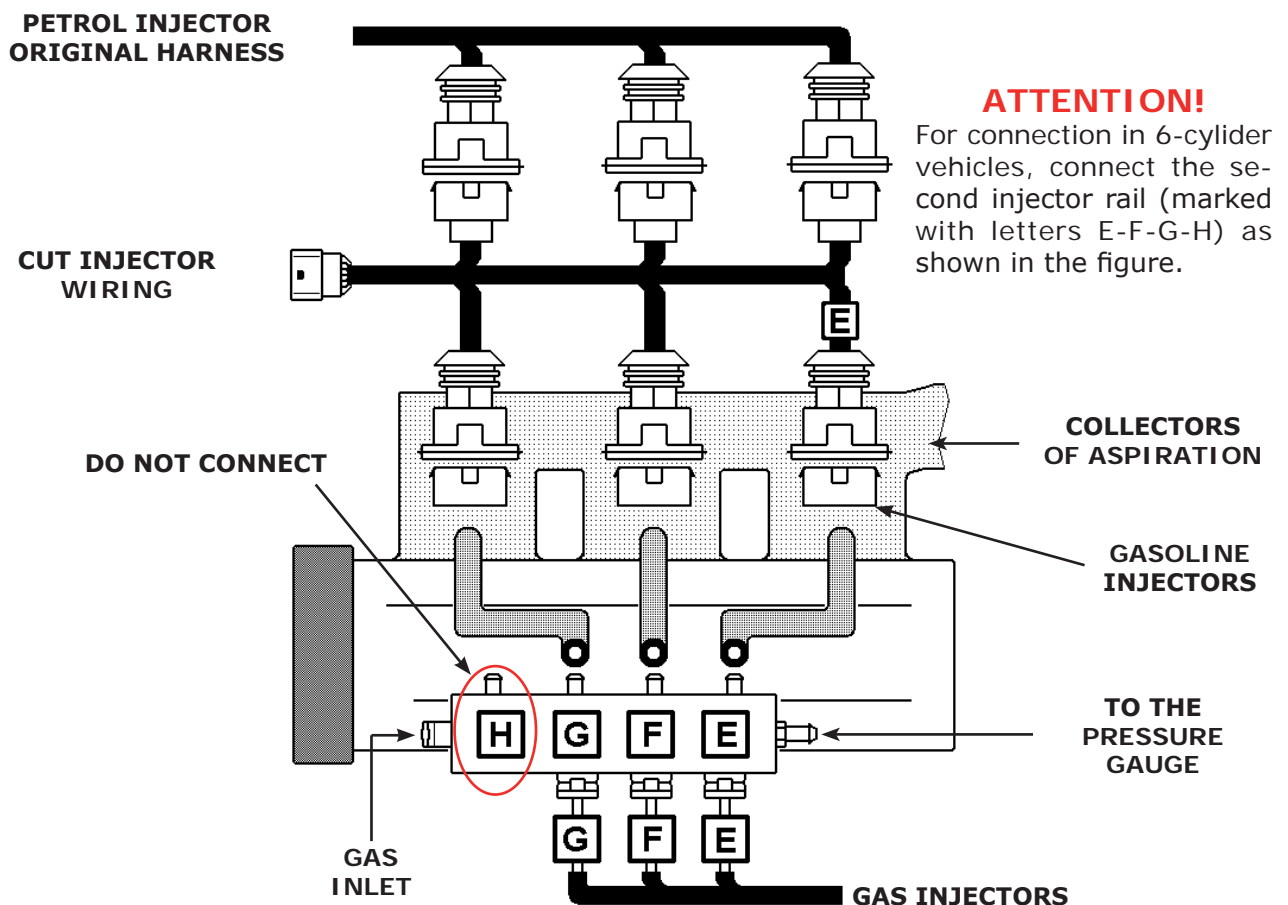 PETROL INJECTOR
ORIGINAL HARNESS
ATTENTION!
For connection in 6-cylider
vehicles, connect the se-
cond injector rail (marked
with letters E-F-G-H) as
shown in the figure.
CUT INJECTOR
WIRING
E
COLLECTORS
OF ASPIRATION
DO NOT CONNECT
GASOLINE
INJECTORS
H G F E
TO THE
PRESSURE
GAUGE
G F E
GAS
INLET
GAS INJECTORS